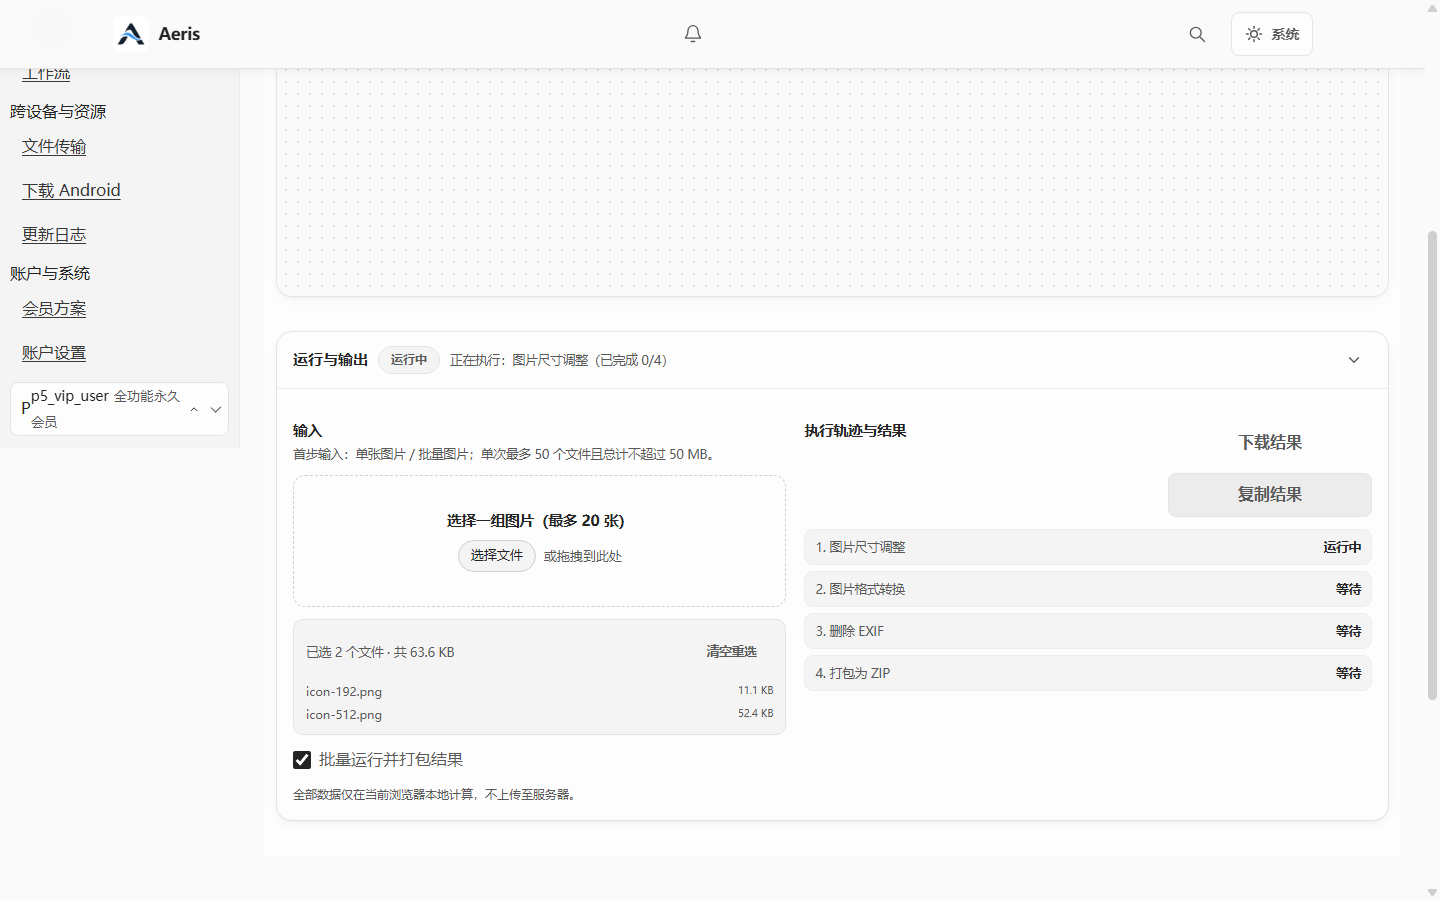 Aeris
系统
工作流
跨设备与资源
文件传输
下载 Android
更新日志
账户与系统
会员方案
账户设置
P
p5_vip_user 全功能永久
会员
运行与输出 运行中 正在执行：图片尺寸调整（已完成 0/4）
输入
首步输入：单张图片 / 批量图片；单次最多 50 个文件且总计不超过 50 MB。
选择一组图片（最多 20 张）
选择文件 或拖拽到此处
已选 2 个文件 · 共 63.6 KB 清空重选
icon-192.png 11.1 KB
icon-512.png 52.4 KB
批量运行并打包结果
全部数据仅在当前浏览器本地计算，不上传至服务器。
执行轨迹与结果
下载结果
复制结果
1. 图片尺寸调整 运行中
2. 图片格式转换 等待
3. 删除 EXIF 等待
4. 打包为 ZIP 等待